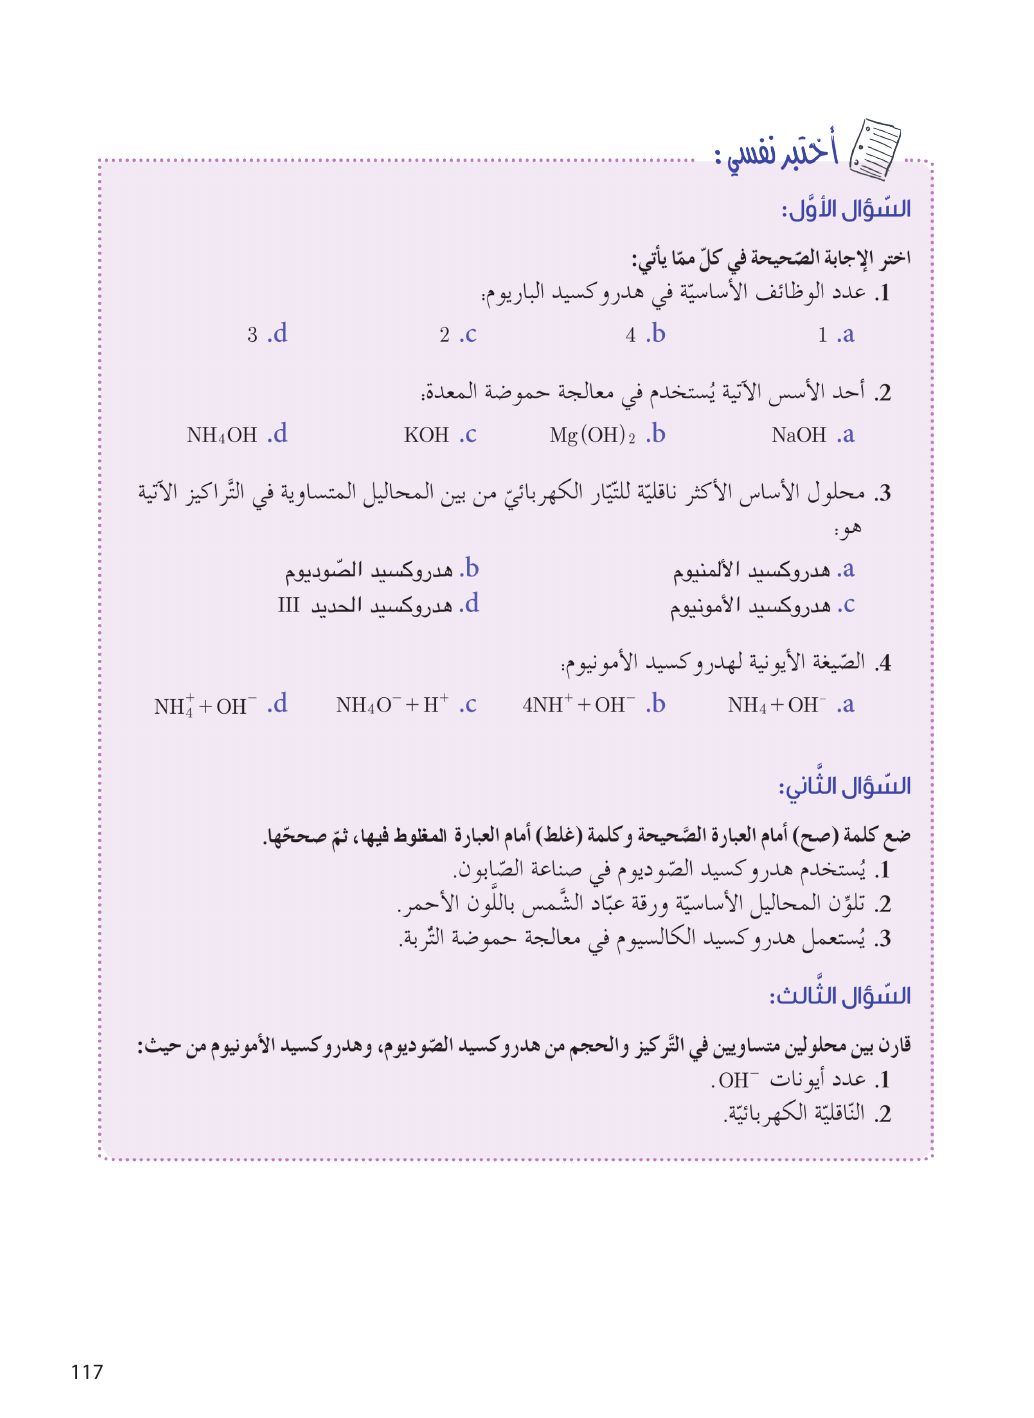 أختبر نفسي:
السّؤال الأوَّل:
اختر الإجابة الصّحيحة في كلّ ممّا يأتي:
1. عدد الوظائف الأساسيّة في هدروكسيد الباريوم:
a. 1 b. 4 c. 2 d. 3
2. أحد الأسس الآتية يُستخدم في معالجة حموضة المعدة:
a. NaOH b. Mg(OH)₂ c. KOH d. NH₄OH
3. محلول الأساس الأكثر ناقليّة للتّيّار الكهربائيّ من بين المحاليل المتساوية في التَّراكيز الآتية
هو:
a. هدروكسيد الألمنيوم b. هدروكسيد الصّوديوم
c. هدروكسيد الأمونيوم d. هدروكسيد الحديد III
4. الصّيغة الأيونية لهدروكسيد الأمونيوم:
a. NH₄ + OH⁻ b. 4NH⁺ + OH⁻ c. NH₄O⁻ + H⁺ d. NH₄⁺ + OH⁻
السّؤال الثَّاني:
ضع كلمة (صح) أمام العبارة الصَّحيحة وكلمة (غلط) أمام العبارة المغلوط فيها، ثمّ صححّها.
1. يُستخدم هدروكسيد الصّوديوم في صناعة الصّابون.
2. تلوِّن المحاليل الأساسيّة ورقة عبّاد الشَّمس باللَّون الأحمر.
3. يُستعمل هدروكسيد الكالسيوم في معالجة حموضة التُّربة.
السّؤال الثَّالث:
قارن بين محلولين متساويين في التَّركيز والحجم من هدروكسيد الصّوديوم، وهدروكسيد الأمونيوم من حيث:
1. عدد أيونات OH⁻.
2. النّاقليّة الكهربائيّة.
117